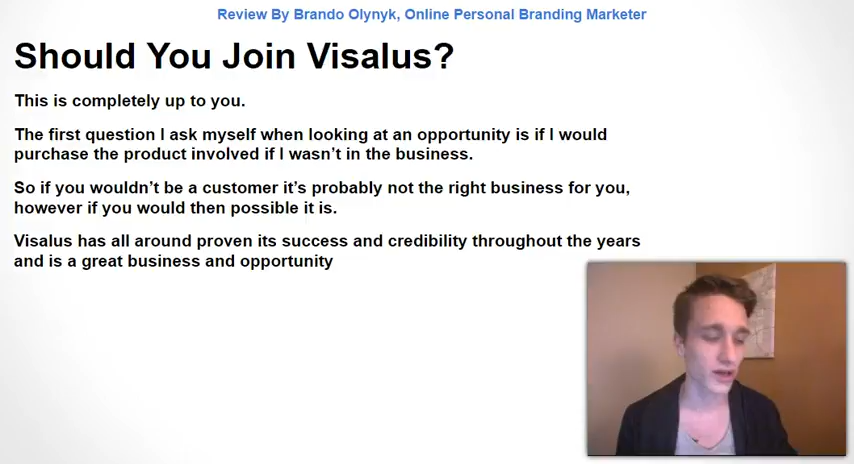 Review By Brando Olynyk, Online Personal Branding Marketer
Should You Join Visalus?
This is completely up to you.
The first question I ask myself when looking at an opportunity is if I would
purchase the product involved if I wasn't in the business.
So if you wouldn't be a customer it's probably not the right business for you,
however if you would then possible it is.
Visalus has all around proven its success and credibility throughout the years
and is a great business and opportunity